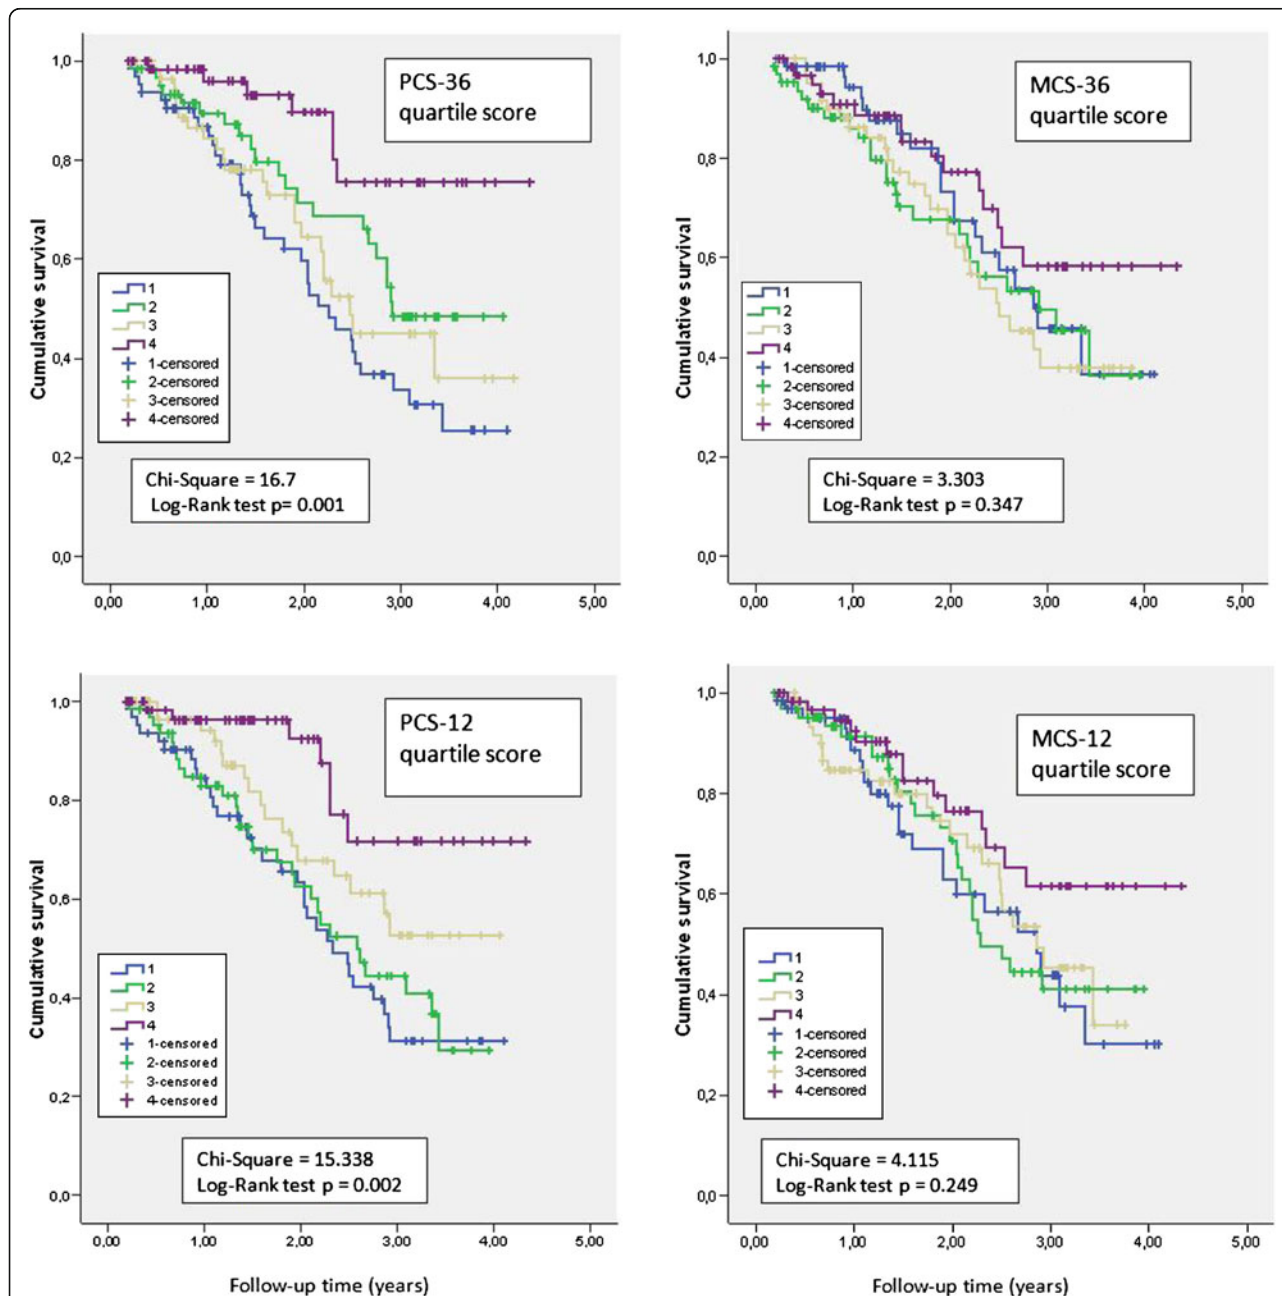 PCS-36
quartile score
Cumulative survival
1,0
0,8
0,6
0,4
0,2
0,0
1
2
3
4
1-censored
2-censored
3-censored
4-censored
Chi-Square = 16.7
Log-Rank test p= 0.001
0,00 1,00 2,00 3,00 4,00 5,00
MCS-36
quartile score
Cumulative survival
1,0
0,8
0,6
0,4
0,2
0,0
1
2
3
4
1-censored
2-censored
3-censored
4-censored
Chi-Square = 3.303
Log-Rank test p = 0.347
0,00 1,00 2,00 3,00 4,00 5,00
PCS-12
quartile score
Cumulative survival
1,0
0,8
0,6
0,4
0,2
0,0
1
2
3
4
1-censored
2-censored
3-censored
4-censored
Chi-Square = 15.338
Log-Rank test p = 0.002
0,00 1,00 2,00 3,00 4,00 5,00
Follow-up time (years)
MCS-12
quartile score
Cumulative survival
1,0
0,8
0,6
0,4
0,2
0,0
1
2
3
4
1-censored
2-censored
3-censored
4-censored
Chi-Square = 4.115
Log-Rank test p = 0.249
0,00 1,00 2,00 3,00 4,00 5,00
Follow-up time (years)